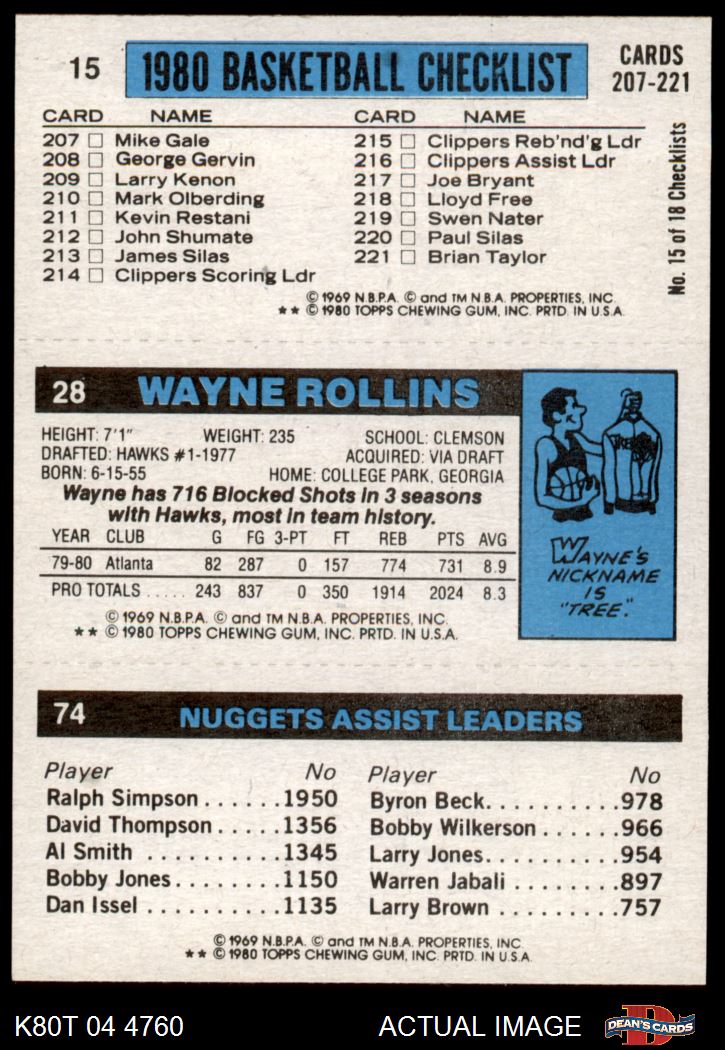 15 1980 BASKETBALL CHECKLIST CARDS 207-221
CARD NAME CARD NAME
207 □ Mike Gale 215 □ Clippers Reb'nd'g Ldr
208 □ George Gervin 216 □ Clippers Assist Ldr
209 □ Larry Kenon 217 □ Joe Bryant
210 □ Mark Olberding 218 □ Lloyd Free
211 □ Kevin Restani 219 □ Swen Nater
212 □ John Shumate 220 □ Paul Silas
213 □ James Silas 221 □ Brian Taylor
214 □ Clippers Scoring Ldr
No. 15 of 18 Checklists
© 1969 N.B.P.A. © and TM N.B.A. PROPERTIES, INC.
★★ © 1980 TOPPS CHEWING GUM, INC. PRTD. IN U.S.A.
28 WAYNE ROLLINS
HEIGHT: 7'1" WEIGHT: 235 SCHOOL: CLEMSON
DRAFTED: HAWKS #1-1977 ACQUIRED: VIA DRAFT
BORN: 6-15-55 HOME: COLLEGE PARK, GEORGIA
Wayne has 716 Blocked Shots in 3 seasons
with Hawks, most in team history.
YEAR CLUB G FG 3-PT FT REB PTS AVG
79-80 Atlanta 82 287 0 157 774 731 8.9
PRO TOTALS ..... 243 837 0 350 1914 2024 8.3
© 1969 N.B.P.A. © and TM N.B.A. PROPERTIES, INC.
★★ © 1980 TOPPS CHEWING GUM, INC. PRTD. IN U.S.A.
WAYNE'S
NICKNAME
IS
"TREE."
74 NUGGETS ASSIST LEADERS
Player No Player No
Ralph Simpson......1950 Byron Beck..........978
David Thompson.....1356 Bobby Wilkerson......966
Al Smith ..........1345 Larry Jones..........954
Bobby Jones........1150 Warren Jabali ........897
Dan Issel ..........1135 Larry Brown .........757
© 1969 N.B.P.A. © and TM N.B.A. PROPERTIES, INC.
★★ © 1980 TOPPS CHEWING GUM, INC. PRTD. IN U.S.A.
K80T 04 4760 ACTUAL IMAGE D DEAN'S CARDS